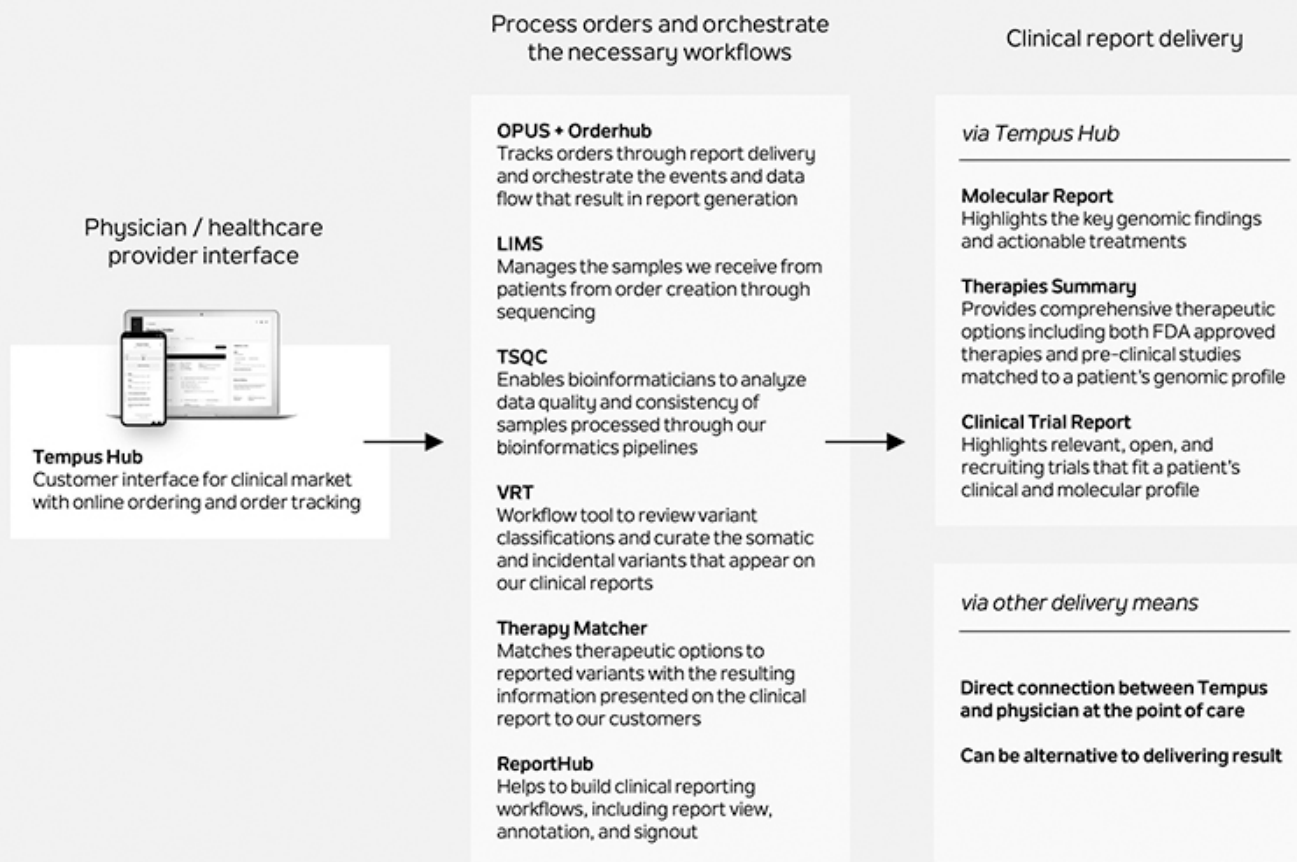 Physician / healthcare
provider interface
Tempus Hub
Customer interface for clinical market
with online ordering and order tracking
Process orders and orchestrate
the necessary workflows
OPUS + Orderhub
Tracks orders through report delivery
and orchestrate the events and data
flow that result in report generation
LIMS
Manages the samples we receive from
patients from order creation through
sequencing
TSQC
Enables bioinformaticians to analyze
data quality and consistency of
samples processed through our
bioinformatics pipelines
VRT
Workflow tool to review variant
classifications and curate the somatic
and incidental variants that appear on
our clinical reports
Therapy Matcher
Matches therapeutic options to
reported variants with the resulting
information presented on the clinical
report to our customers
ReportHub
Helps to build clinical reporting
workflows, including report view,
annotation, and signout
Clinical report delivery
via Tempus Hub
Molecular Report
Highlights the key genomic findings
and actionable treatments
Therapies Summary
Provides comprehensive therapeutic
options including both FDA approved
therapies and pre-clinical studies
matched to a patient's genomic profile
Clinical Trial Report
Highlights relevant, open, and
recruiting trials that fit a patient's
clinical and molecular profile
via other delivery means
Direct connection between Tempus
and physician at the point of care
Can be alternative to delivering result